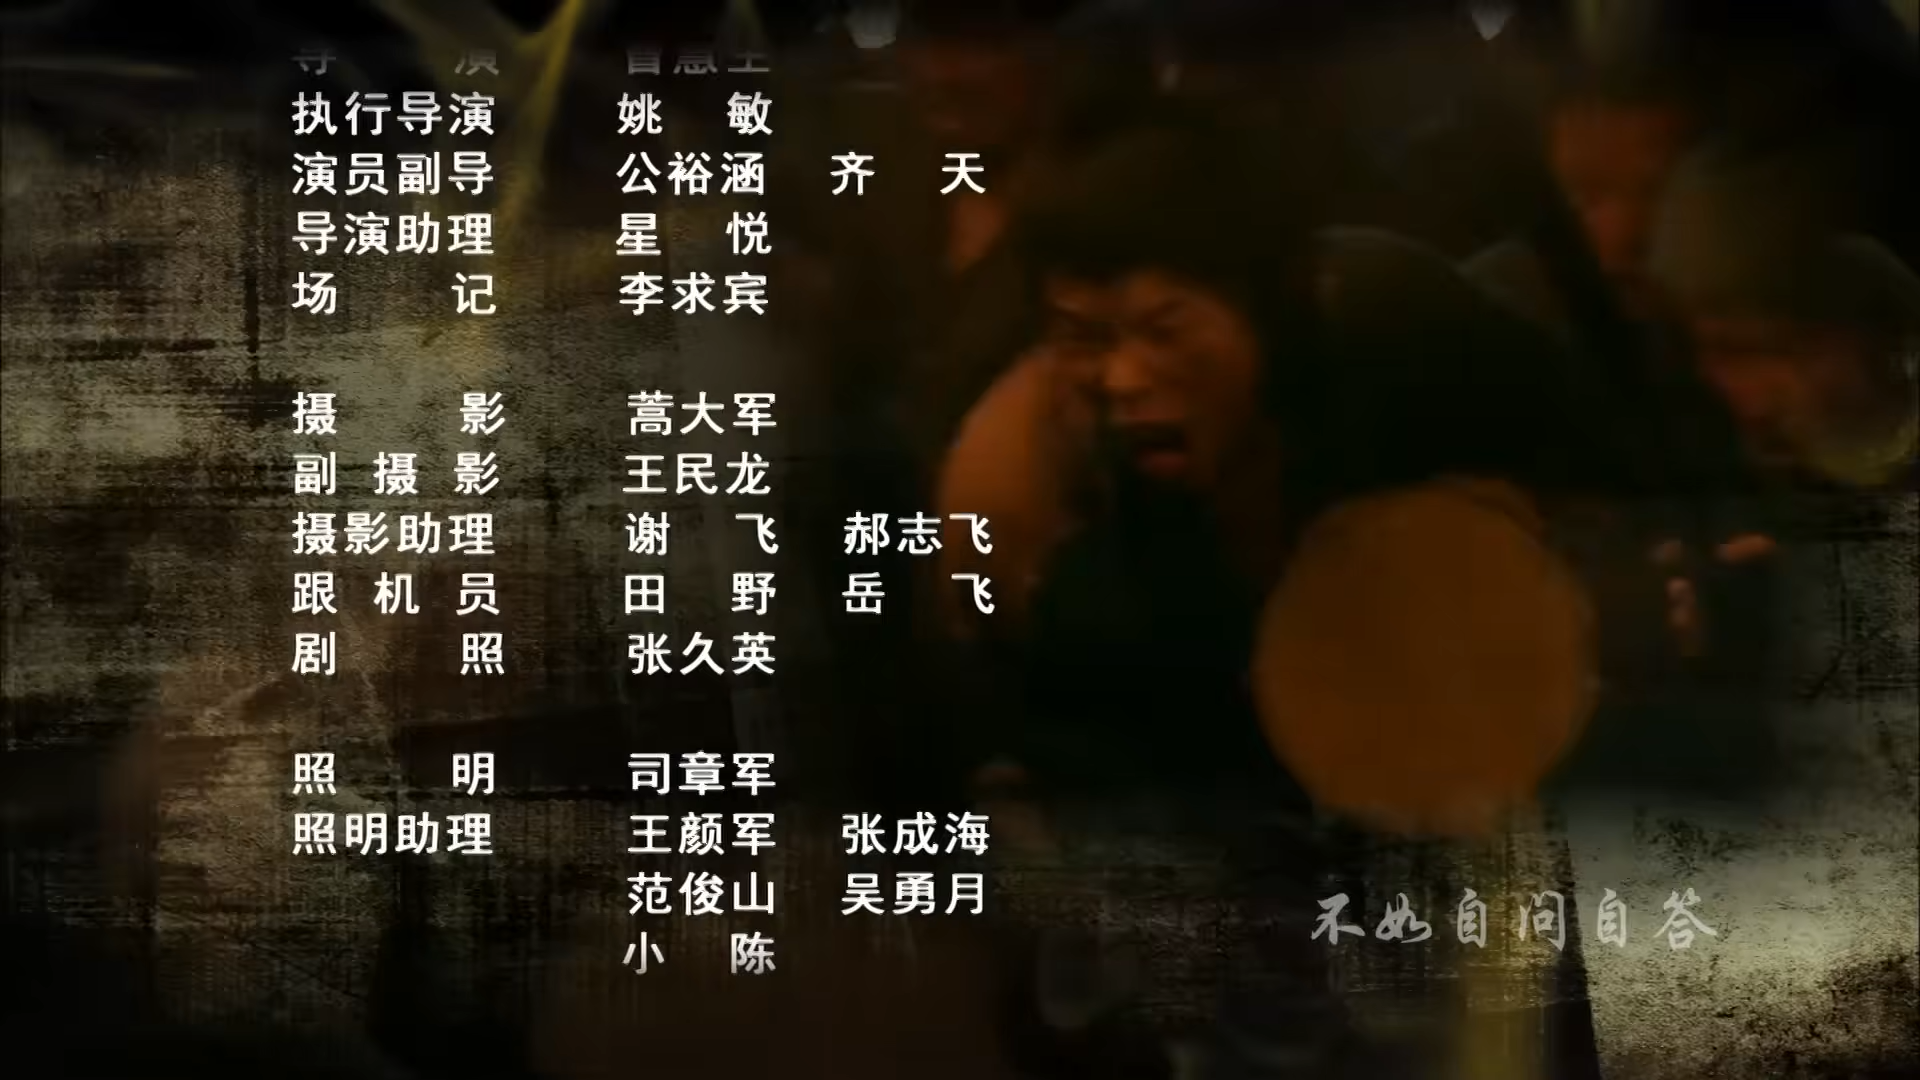 导 演
执行导演 姚 敏
演员副导 公裕涵 齐 天
导演助理 星 悦
场 记 李求宾
摄 影 蒿大军
副 摄 影 王民龙
摄影助理 谢 飞 郝志飞
跟 机 员 田 野 岳 飞
剧 照 张久英
照 明 司章军
照明助理 王颜军 张成海
范俊山 吴勇月
小 陈
不如自问自答